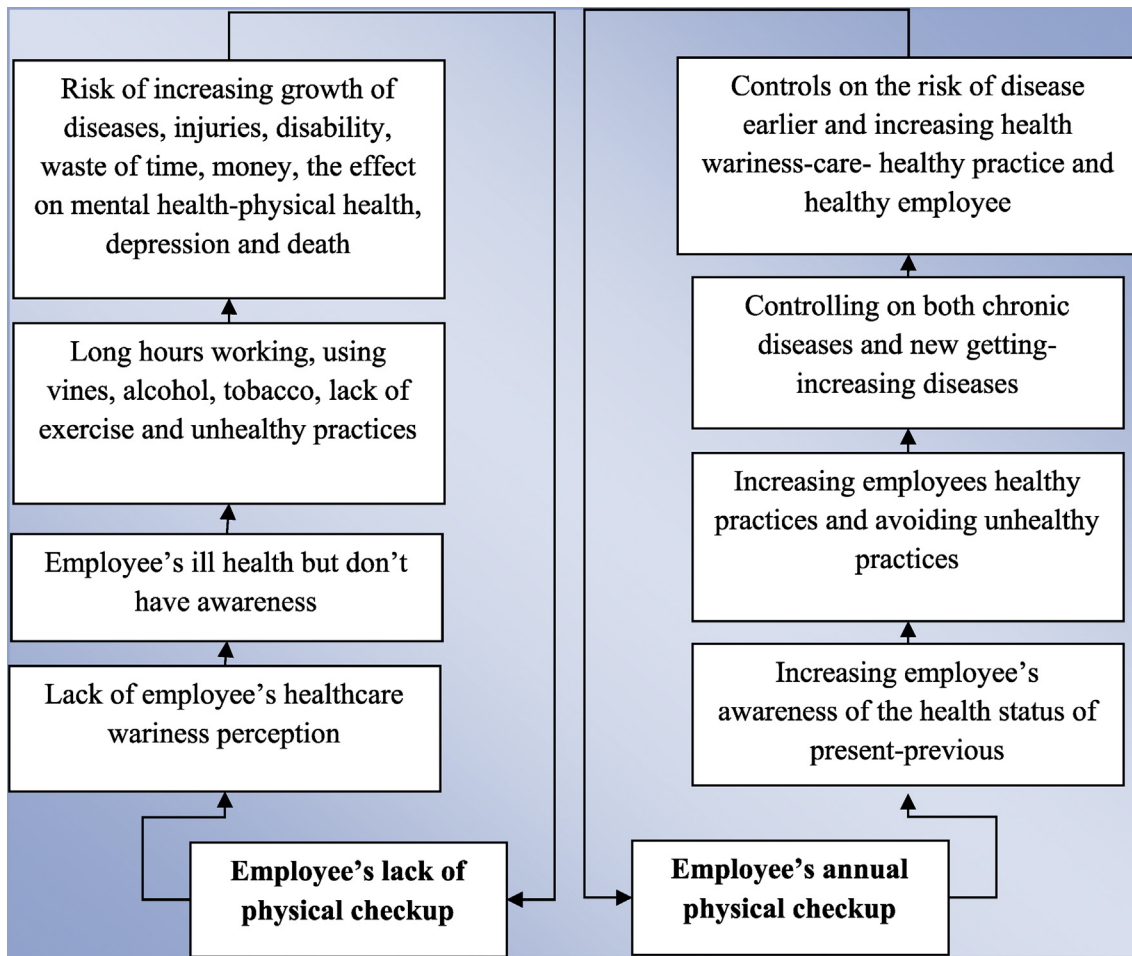 Risk of increasing growth of
diseases, injuries, disability,
waste of time, money, the effect
on mental health-physical health,
depression and death
Long hours working, using
vines, alcohol, tobacco, lack of
exercise and unhealthy practices
Employee’s ill health but don’t
have awareness
Lack of employee’s healthcare
wariness perception
Employee’s lack of
physical checkup
Controls on the risk of disease
earlier and increasing health
wariness-care- healthy practice and
healthy employee
Controlling on both chronic
diseases and new getting-
increasing diseases
Increasing employees healthy
practices and avoiding unhealthy
practices
Increasing employee’s
awareness of the health status of
present-previous
Employee’s annual
physical checkup